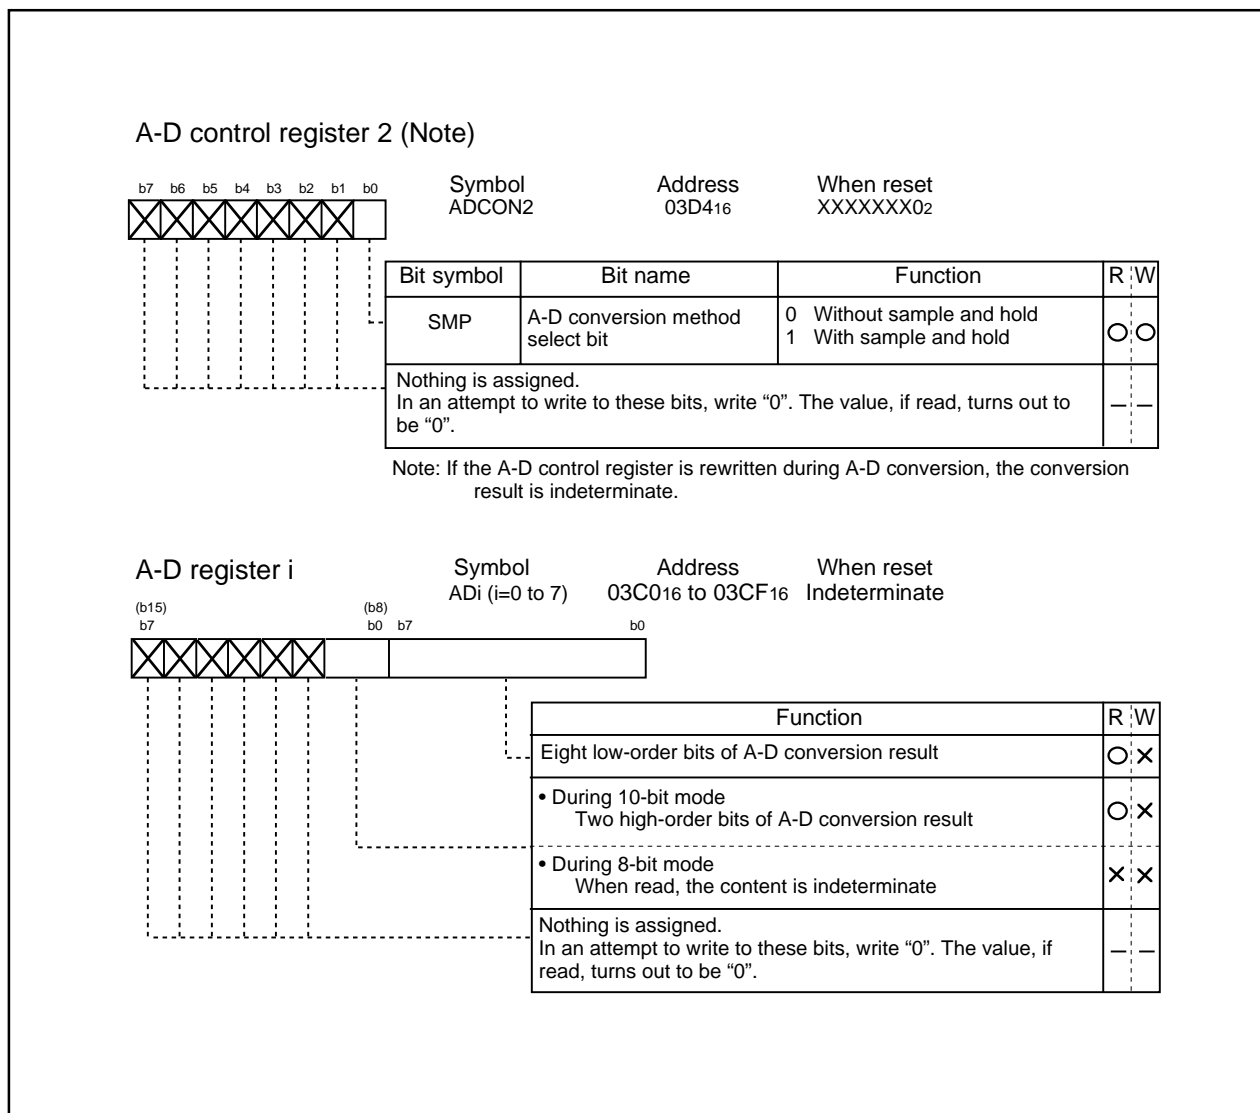 A-D control register 2 (Note)
b7 b6 b5 b4 b3 b2 b1 b0
Symbol Address When reset
ADCON2 03D416 XXXXXXX02
Bit symbol Bit name Function R W
SMP A-D conversion method select bit
0 Without sample and hold
1 With sample and hold
Nothing is assigned.
In an attempt to write to these bits, write “0”. The value, if read, turns out to
be “0”.
Note: If the A-D control register is rewritten during A-D conversion, the conversion
result is indeterminate.
A-D register i
Symbol Address When reset
ADi (i=0 to 7) 03C016 to 03CF16 Indeterminate
(b15) (b8)
b7 b0 b7 b0
Function R W
Eight low-order bits of A-D conversion result
• During 10-bit mode
Two high-order bits of A-D conversion result
• During 8-bit mode
When read, the content is indeterminate
Nothing is assigned.
In an attempt to write to these bits, write “0”. The value, if
read, turns out to be “0”.